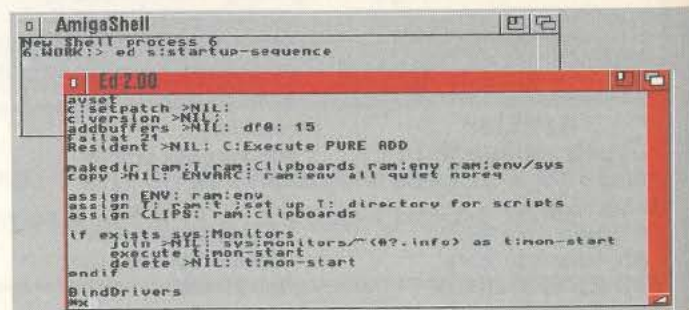 AmigaShell
New Shell process 6
6.WORK:> ed s:startup-sequence
Ed 2.00
avset
c:setpatch >NIL:
c:version >NIL:
addbuffers >NIL: df0: 15
failat 21
Resident >NIL: C:Execute PURE ADD
makedir ram:T ram:Clipboards ram:env ram:env/sys
copy >NIL: ENVARC: ram:env all quiet noreq
assign ENV: ram:env
assign T: ram:t ;set up T: directory for scripts
assign CLIPS: ram:clipboards
if exists sys:Monitors
join >NIL: sys:monitors/~(#?.info) as t:mon-start
execute t:mon-start
delete >NIL: t:mon-start
endif
BindDrivers
*x